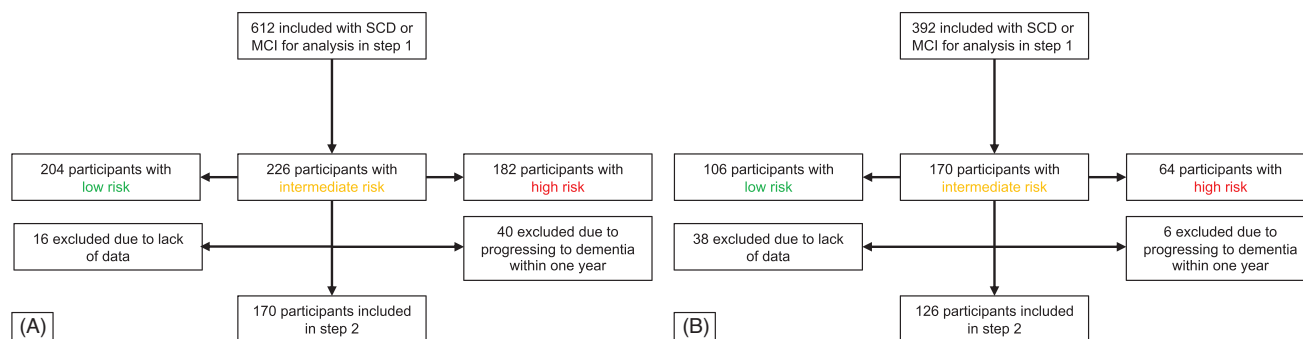 612 included with SCD or
MCI for analysis in step 1
204 participants with
low risk
226 participants with
intermediate risk
182 participants with
high risk
16 excluded due to lack
of data
40 excluded due to
progressing to dementia
within one year
170 participants included
in step 2
(A)
392 included with SCD or
MCI for analysis in step 1
106 participants with
low risk
170 participants with
intermediate risk
64 participants with
high risk
38 excluded due to lack
of data
6 excluded due to
progressing to dementia
within one year
126 participants included
in step 2
(B)